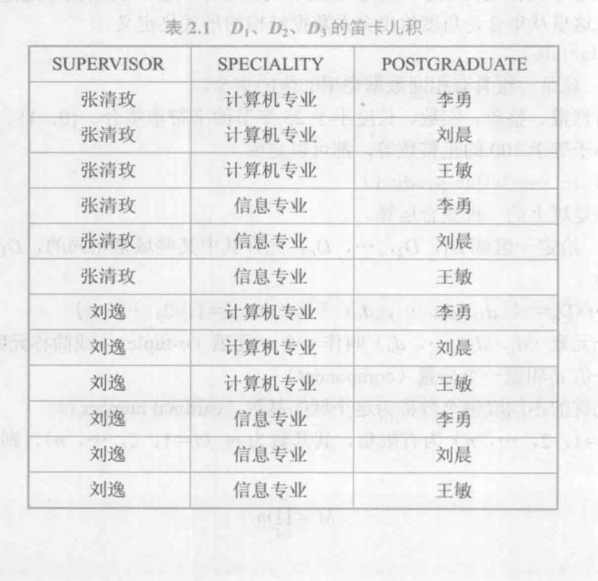 表2.1 D₁、D₂、D₃的笛卡儿积
SUPERVISOR SPECIALITY POSTGRADUATE
张清玫 计算机专业 李勇
张清玫 计算机专业 刘晨
张清玫 计算机专业 王敏
张清玫 信息专业 李勇
张清玫 信息专业 刘晨
张清玫 信息专业 王敏
刘逸 计算机专业 李勇
刘逸 计算机专业 刘晨
刘逸 计算机专业 王敏
刘逸 信息专业 李勇
刘逸 信息专业 刘晨
刘逸 信息专业 王敏